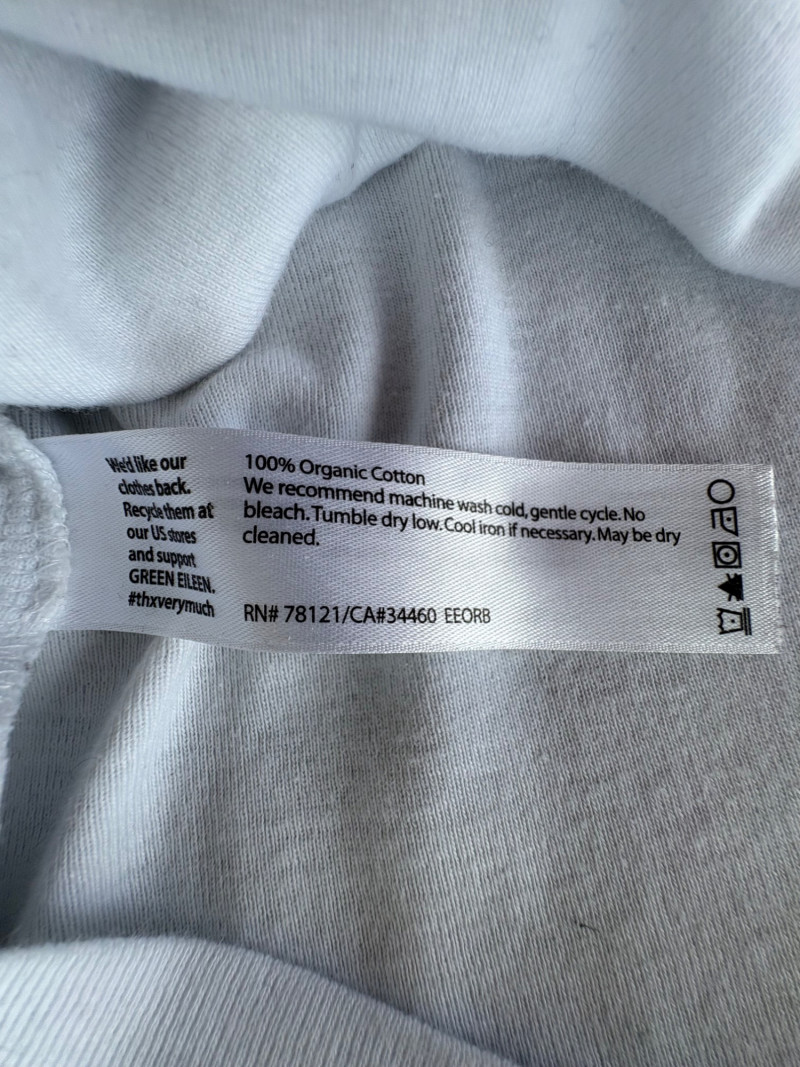 We'd like our
clothes back.
Recycle them at
our US stores
and support
GREEN EILEEN.
#thxverymuch
100% Organic Cotton
We recommend machine wash cold, gentle cycle. No
bleach. Tumble dry low. Cool iron if necessary. May be dry
cleaned.
RN# 78121/CA#34460 EEORB